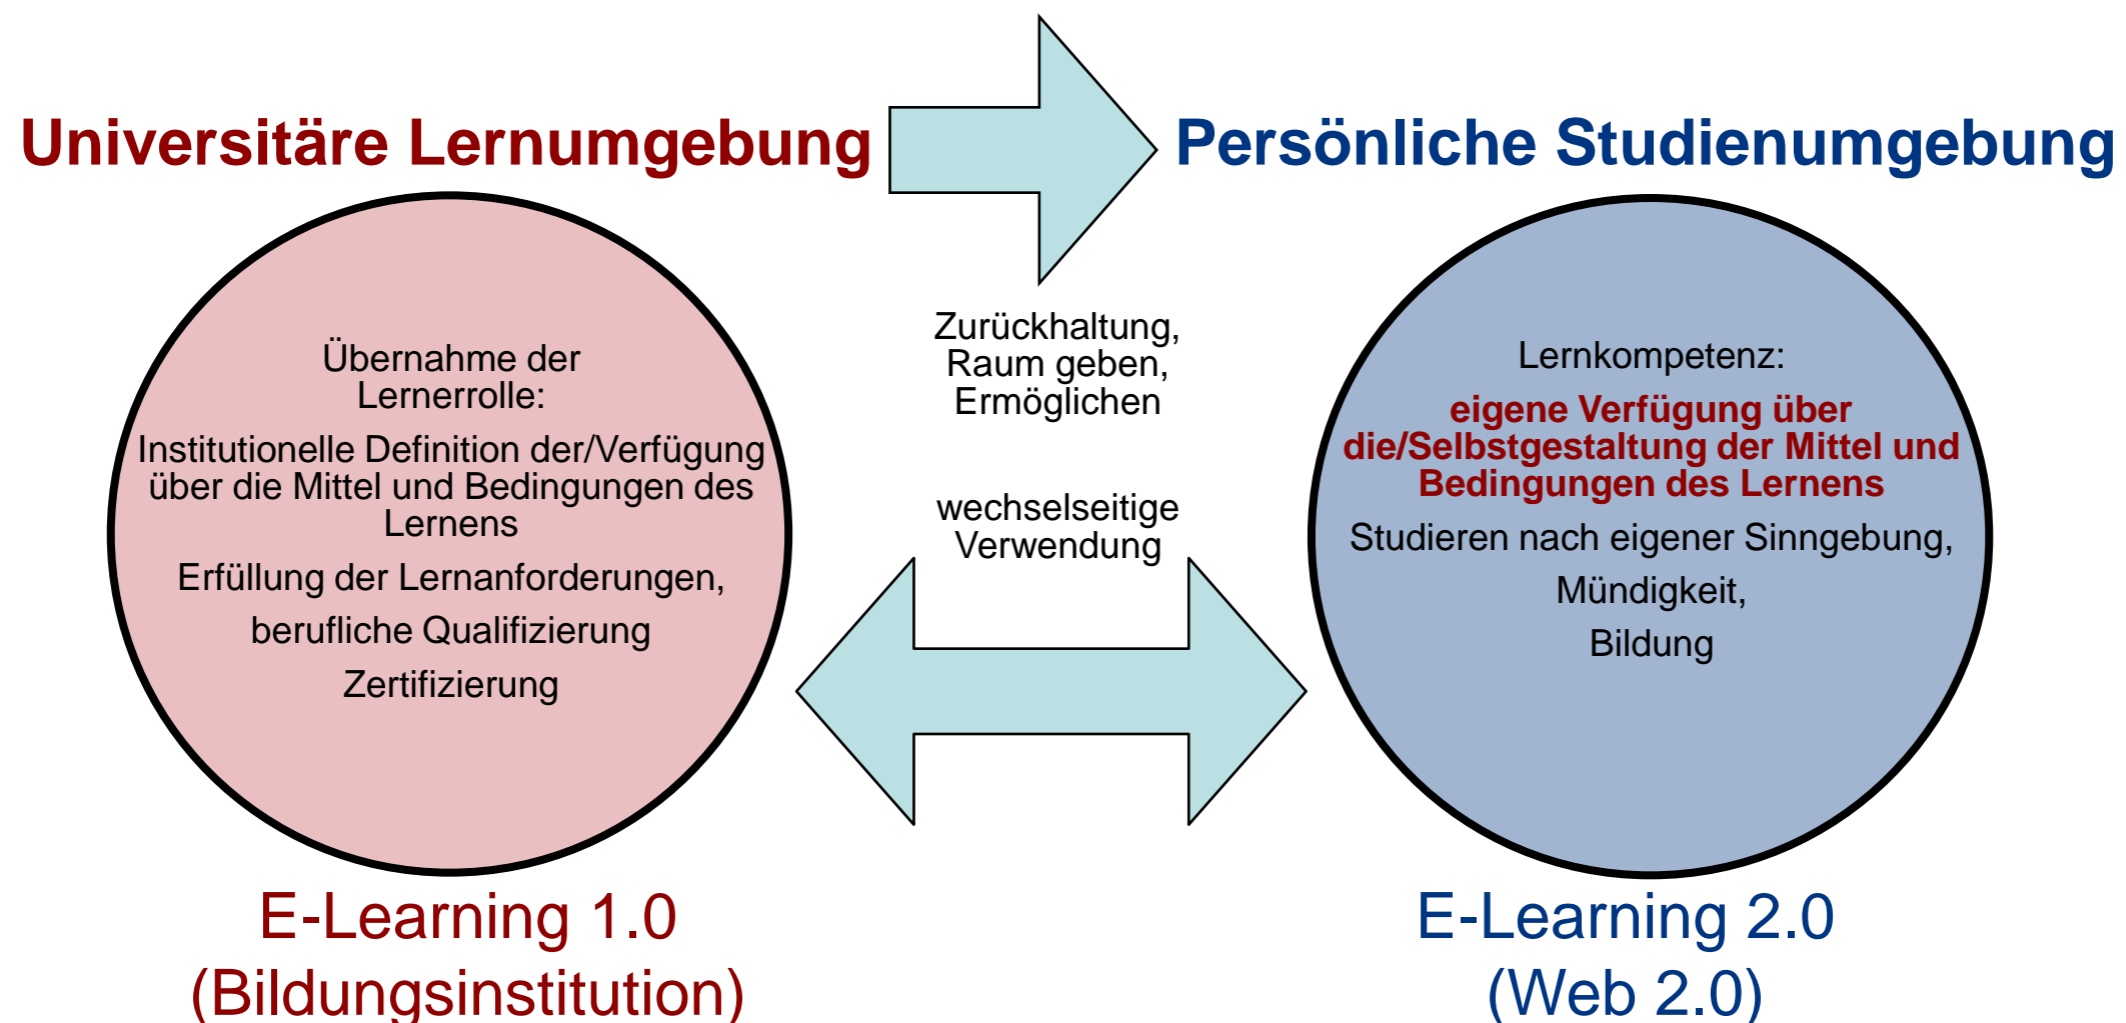 Universitäre Lernumgebung
Persönliche Studienumgebung
Übernahme der
Lernerrolle:
Institutionelle Definition der/Verfügung
über die Mittel und Bedingungen des
Lernens
Erfüllung der Lernanforderungen,
berufliche Qualifizierung
Zertifizierung
Zurückhaltung,
Raum geben,
Ermöglichen
wechselseitige
Verwendung
Lernkompetenz:
eigene Verfügung über
die/Selbstgestaltung der Mittel und
Bedingungen des Lernens
Studieren nach eigener Sinngebung,
Mündigkeit,
Bildung
E-Learning 1.0
(Bildungsinstitution)
E-Learning 2.0
(Web 2.0)